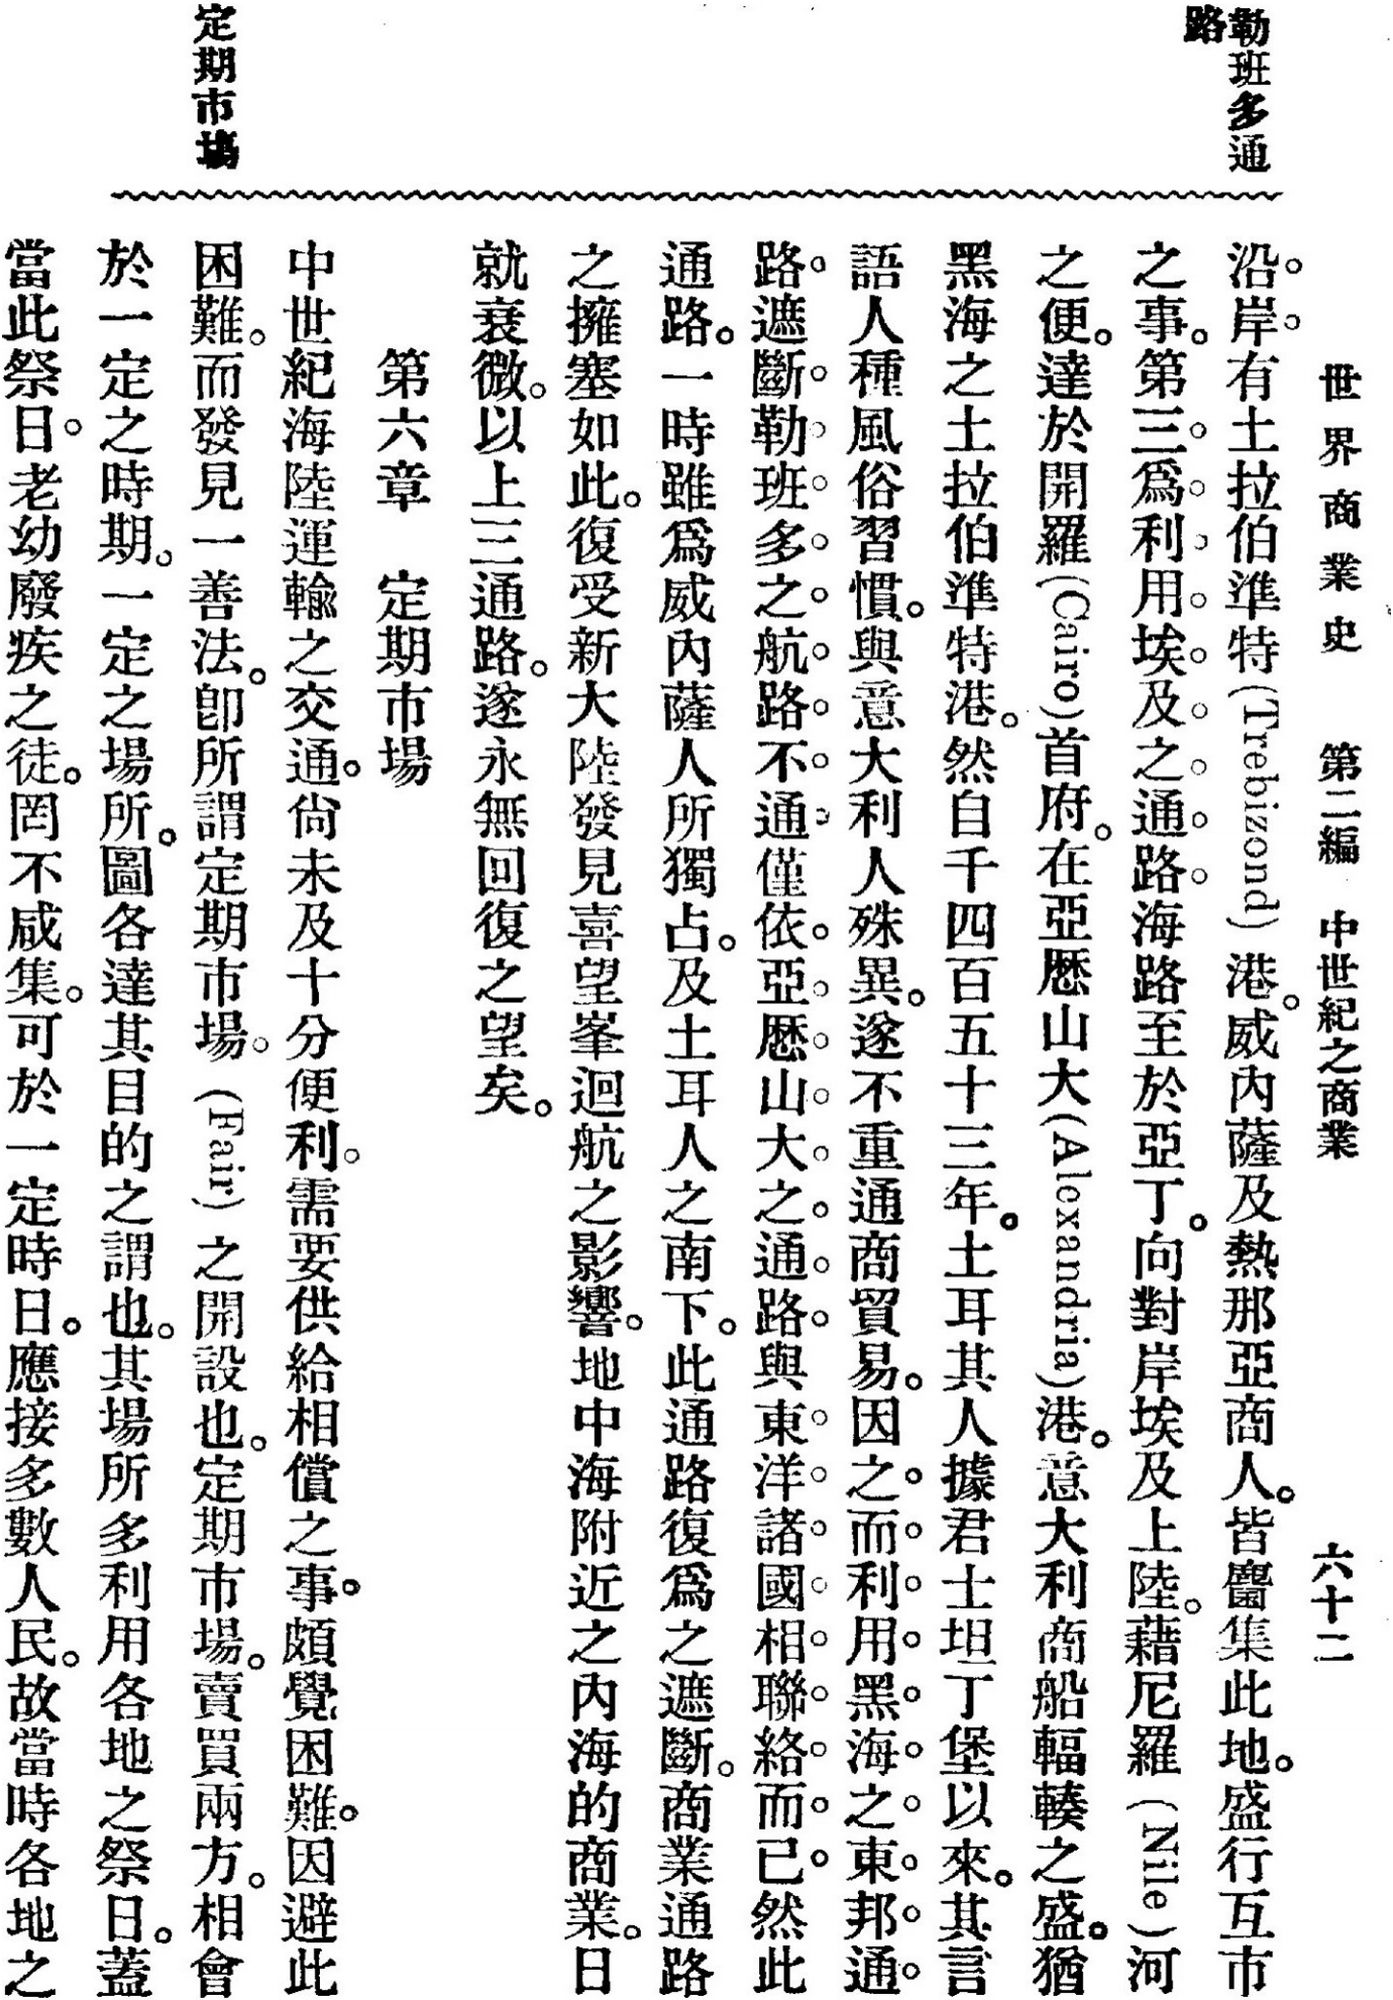 世界商業史　第二編　中世紀之商業　六十二
勒班多通
路
沿岸有土拉伯準特(Trebizond)港。威內薩及熱那亞商人。皆麕集此地。盛行互市
之事。第三爲利用埃及之通路海路至於亞丁。向對岸埃及上陸。藉尼羅(Nile)河
之便。達於開羅(Cairo)首府。在亞歷山大(Alexandria)港。意大利商船輻輳之盛。猶
黑海之土拉伯準特港。然自千四百五十三年。土耳其人據君士坦丁堡以來。其言
語人種風俗習慣。與意大利人殊異。遂不重通商貿易。因之而利用黑海之東邦通
路。遮斷勒班多之航路不通僅依亞歷山大之通路與東洋諸國相聯絡而已然此
通路。一時雖爲威內薩人所獨占。及土耳人之南下。此通路復爲之遮斷。商業通路
之擁塞如此。復受新大陸發見喜望峯迴航之影響。地中海附近之內海的商業。日
就衰微。以上三通路。遂永無回復之望矣。
第六章　定期市場
定期市場
中世紀海陸運輸之交通。尙未及十分便利。需要供給相償之事。頗覺困難。因避此
困難。而發見一善法。卽所謂定期市場。(Fair)之開設也。定期市場。賣買兩方。相會
於一定之時期。一定之場所。圖各達其目的之謂也。其場所多利用各地之祭日。蓋
當此祭日。老幼廢疾之徒。罔不咸集。可於一定時日。應接多數人民。故當時各地之